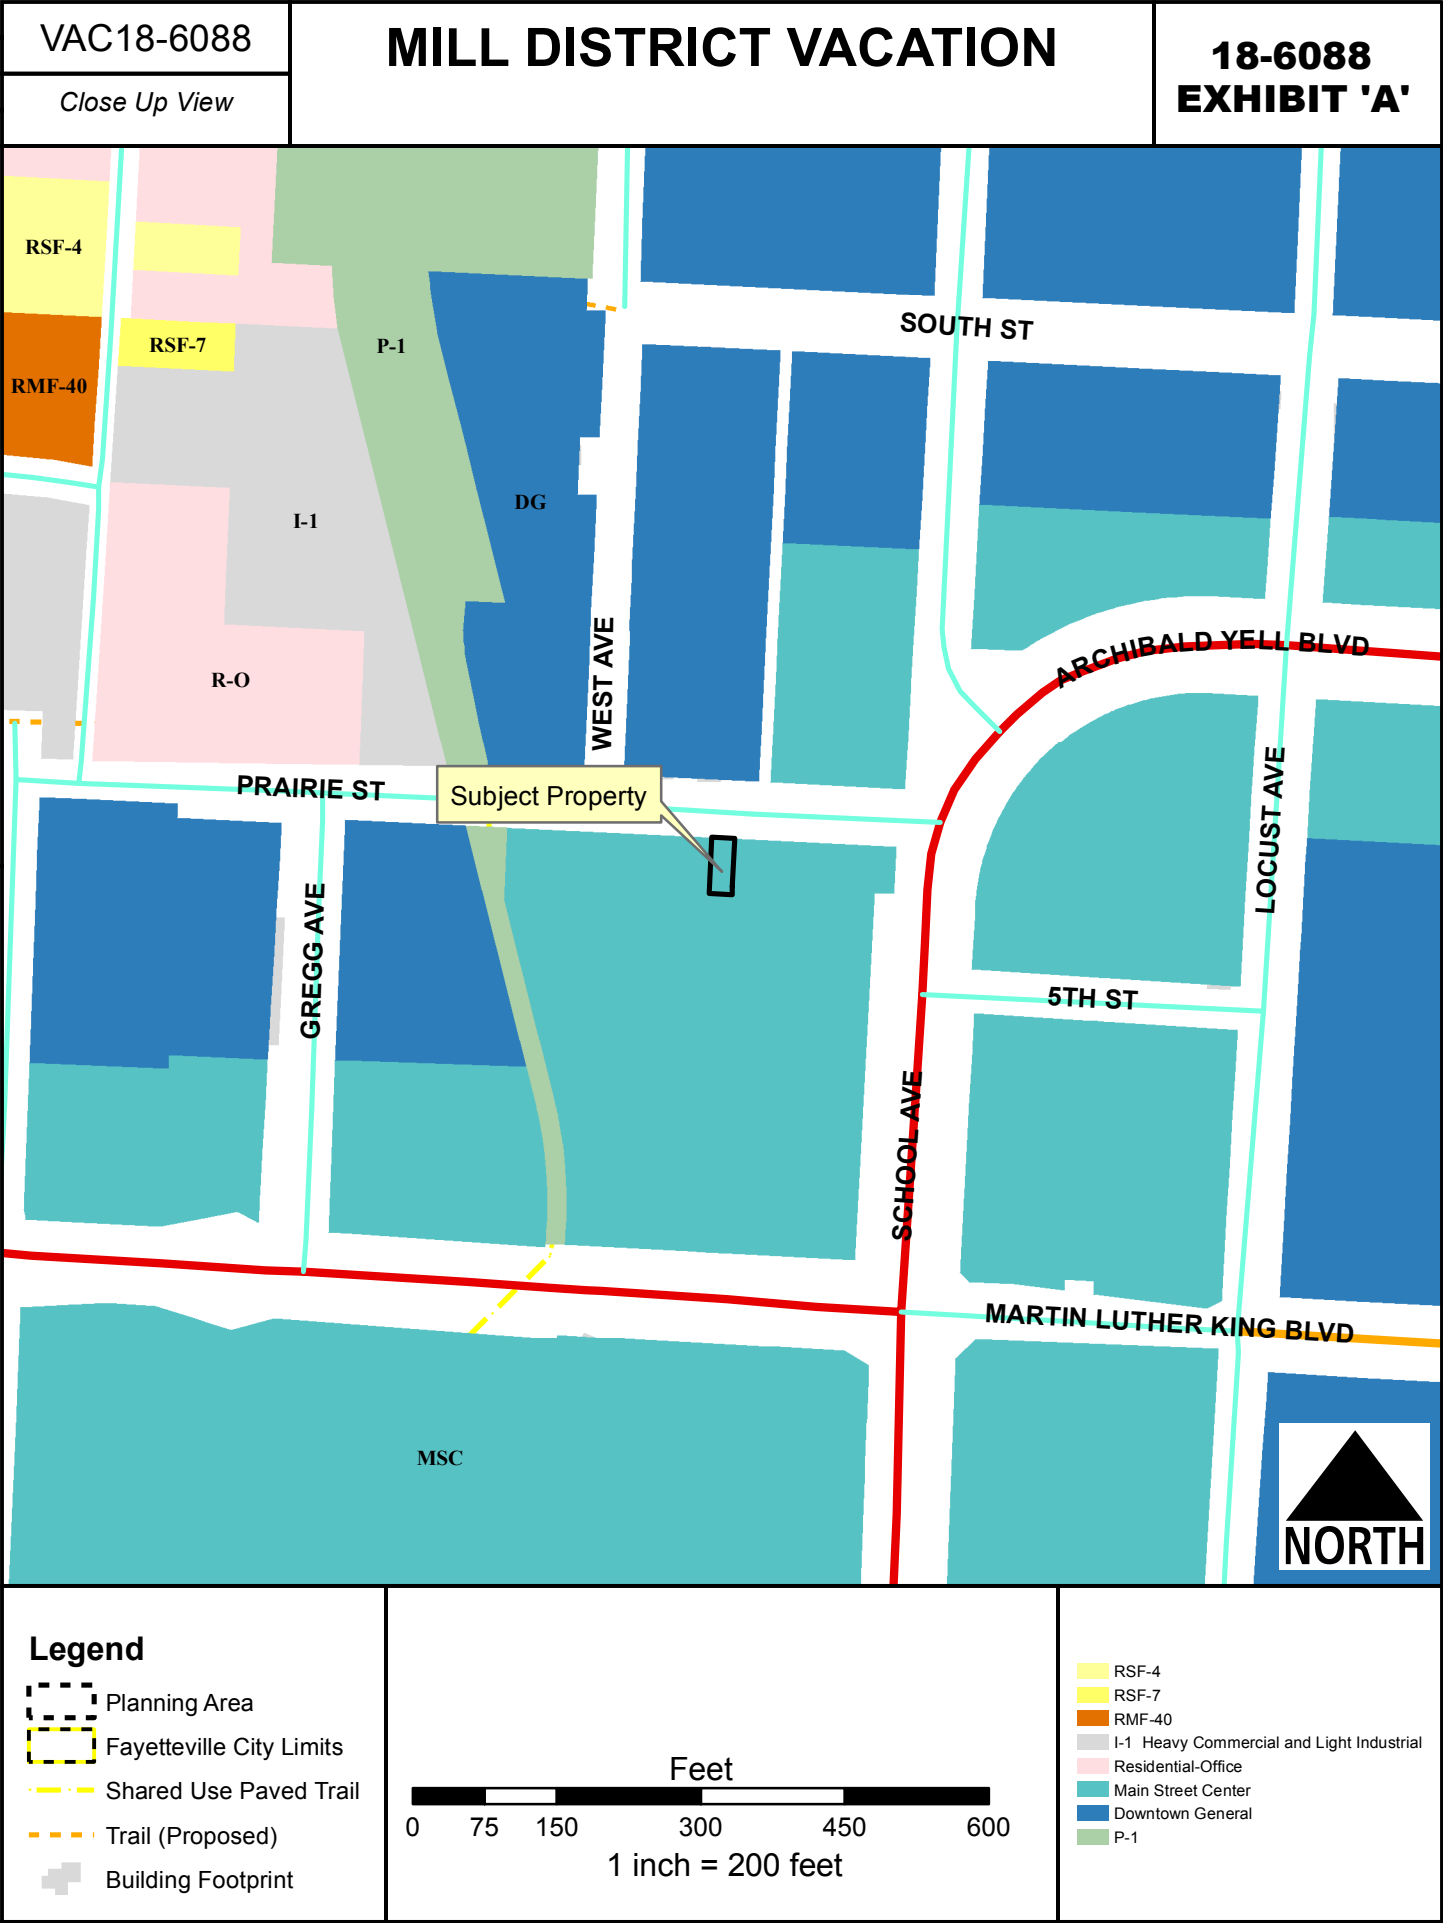 VAC18-6088
Close Up View
MILL DISTRICT VACATION
18-6088
EXHIBIT 'A'
RSF-4
RSF-7
P-1
RMF-40
SOUTH ST
DG
I-1
R-O
WEST AVE
ARCHIBALD YELL BLVD
PRAIRIE ST
Subject Property
LOCUST AVE
GREGG AVE
5TH ST
SCHOOL AVE
MARTIN LUTHER KING BLVD
MSC
NORTH
Legend
Planning Area
Fayetteville City Limits
Shared Use Paved Trail
Trail (Proposed)
Building Footprint
Feet
0 75 150 300 450 600
1 inch = 200 feet
RSF-4
RSF-7
RMF-40
I-1 Heavy Commercial and Light Industrial
Residential-Office
Main Street Center
Downtown General
P-1